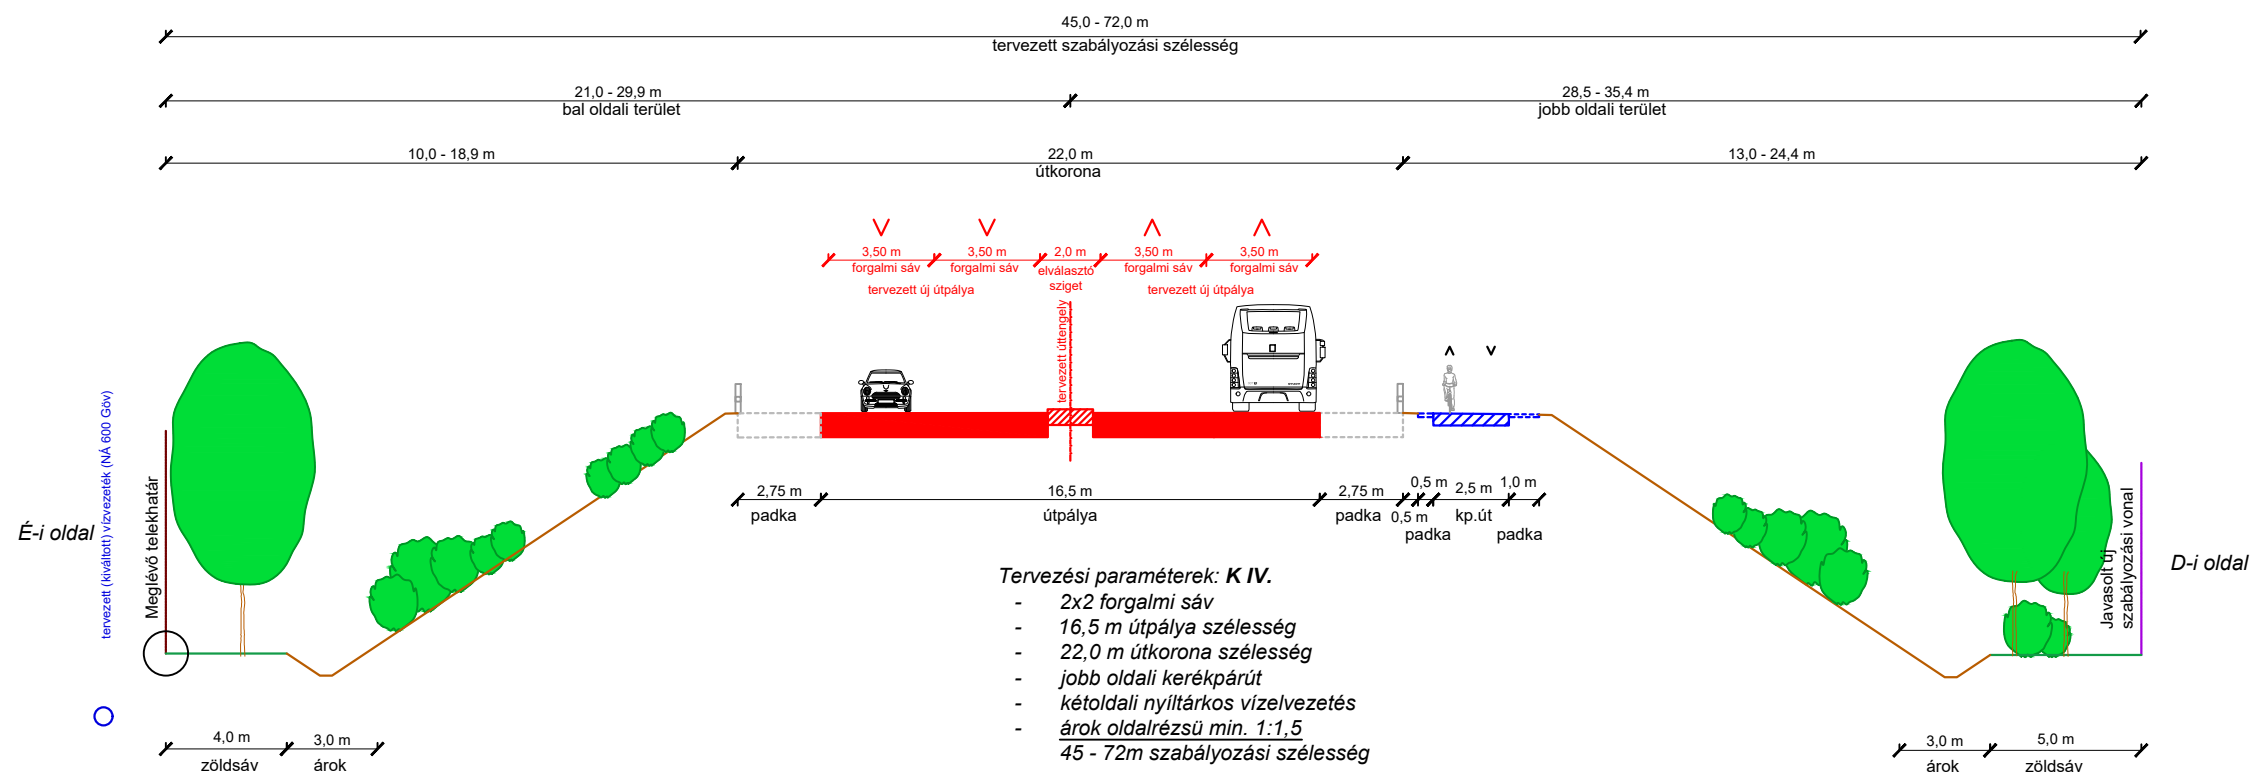 45,0 - 72,0 m
tervezett szabályozási szélesség
21,0 - 29,9 m
bal oldali terület
28,5 - 35,4 m
jobb oldali terület
10,0 - 18,9 m
22,0 m
útkorona
13,0 - 24,4 m
3,50 m
3,50 m
2,0 m
3,50 m
3,50 m
forgalmi sáv
forgalmi sáv
elválasztó
sziget
forgalmi sáv
forgalmi sáv
tervezett új útpálya
tervezett új útpálya
tervezett úttengely
tervezett (kiváltott) vízvezeték (NÁ 600 Göv)
Meglévő telekhatár
É-i oldal
2,75 m
padka
16,5 m
útpálya
2,75 m
padka
0,5 m
0,5 m
padka
2,5 m
kp.út
1,0 m
padka
Javasolt új
szabályozási vonal
D-i oldal
Tervezési paraméterek: K IV.
- 2x2 forgalmi sáv
- 16,5 m útpálya szélesség
- 22,0 m útkorona szélesség
- jobb oldali kerékpárút
- kétoldali nyíltárkos vízelvezetés
- árok oldalrézsü min. 1:1,5
45 - 72m szabályozási szélesség
4,0 m
zöldsáv
3,0 m
árok
3,0 m
árok
5,0 m
zöldsáv